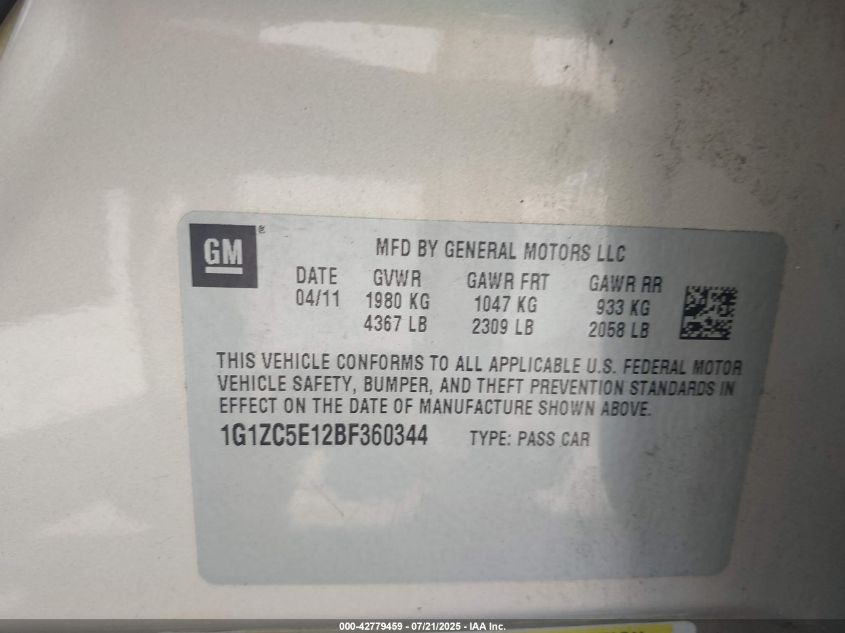 GM®
MFD BY GENERAL MOTORS LLC
DATE GVWR GAWR FRT GAWR RR
04/11 1980 KG 1047 KG 933 KG
4367 LB 2309 LB 2058 LB
THIS VEHICLE CONFORMS TO ALL APPLICABLE U.S. FEDERAL MOTOR
VEHICLE SAFETY, BUMPER, AND THEFT PREVENTION STANDARDS IN
EFFECT ON THE DATE OF MANUFACTURE SHOWN ABOVE.
1G1ZC5E12BF360344 TYPE: PASS CAR
000-42779459 - 07/21/2025 - IAA Inc.